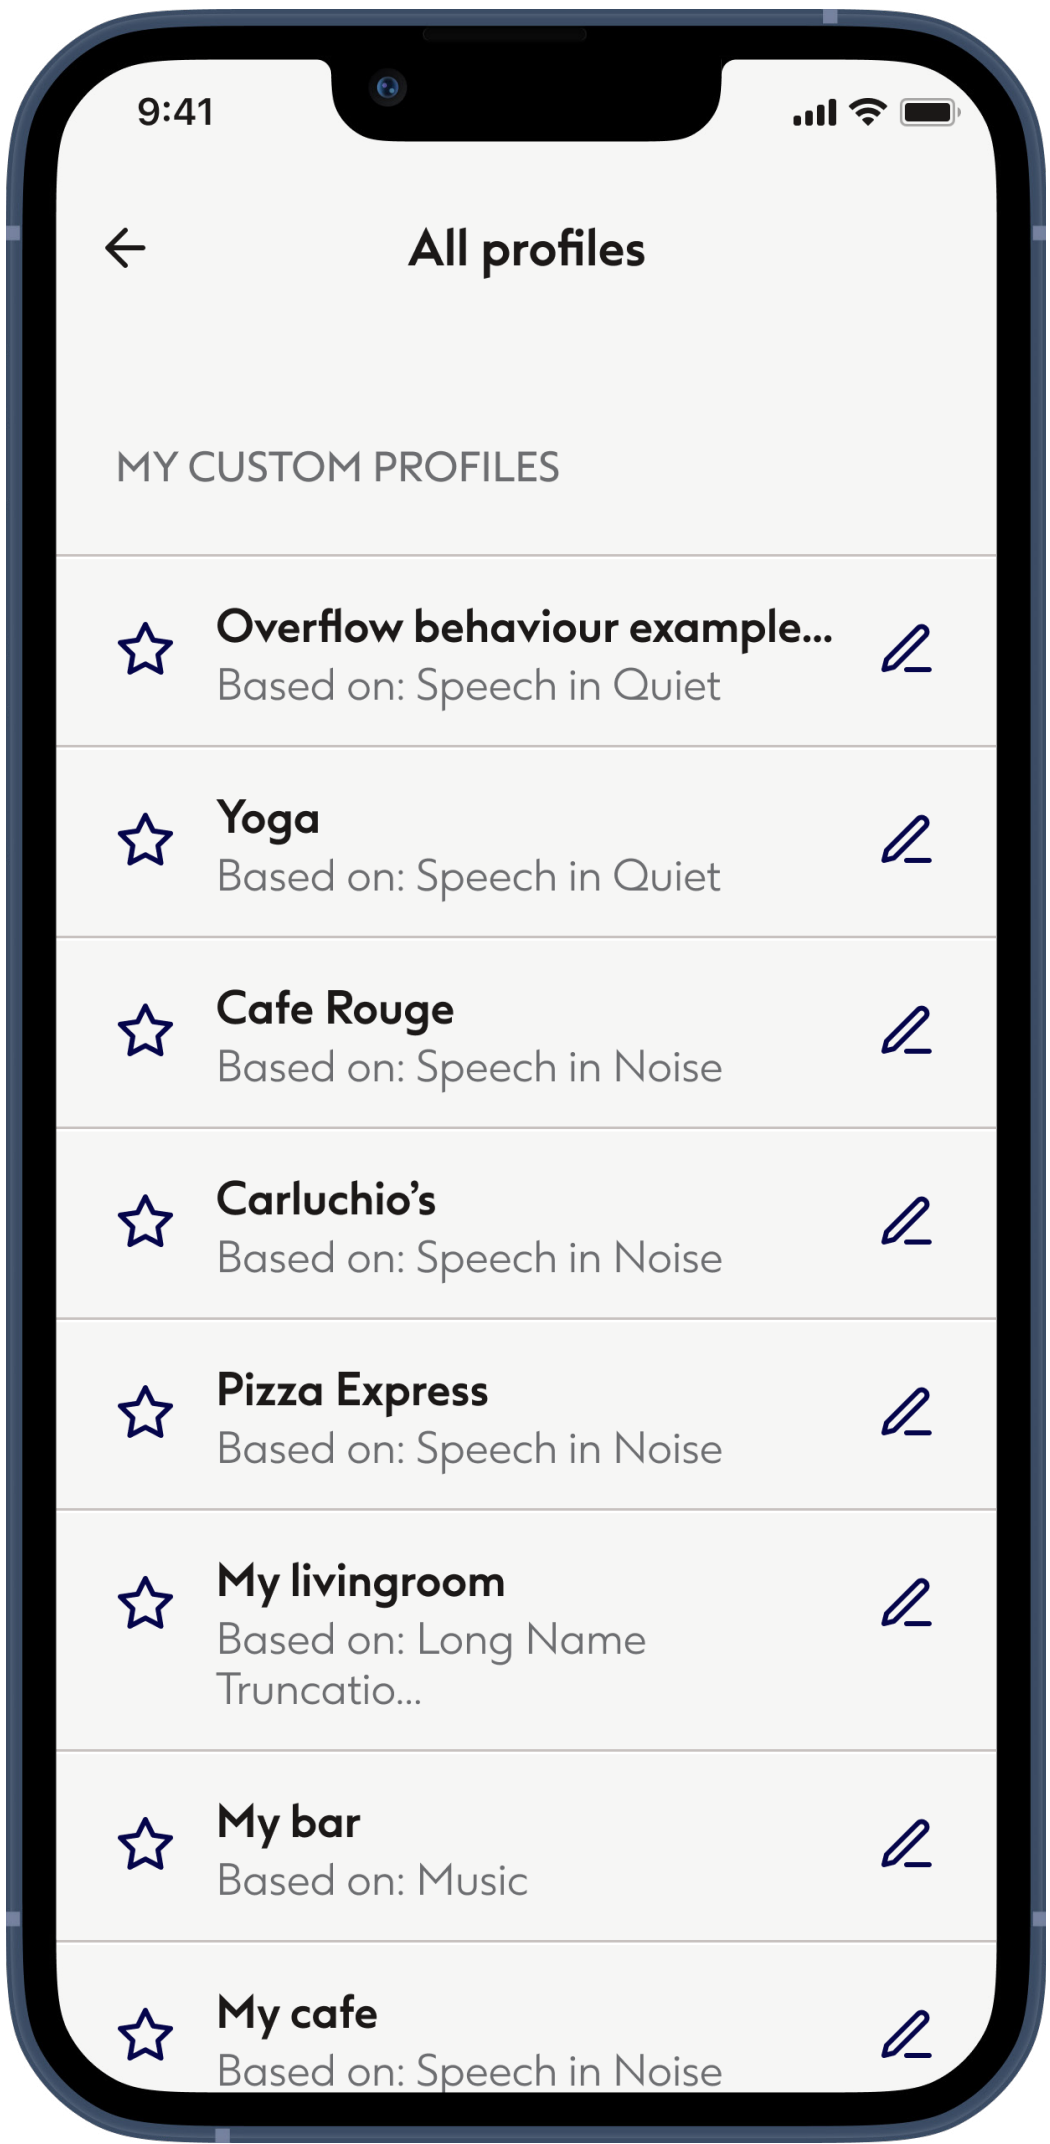 9:41
All profiles
MY CUSTOM PROFILES
Overflow behaviour example...
Based on: Speech in Quiet
Yoga
Based on: Speech in Quiet
Cafe Rouge
Based on: Speech in Noise
Carluchio’s
Based on: Speech in Noise
Pizza Express
Based on: Speech in Noise
My livingroom
Based on: Long Name
Truncatio...
My bar
Based on: Music
My cafe
Based on: Speech in Noise